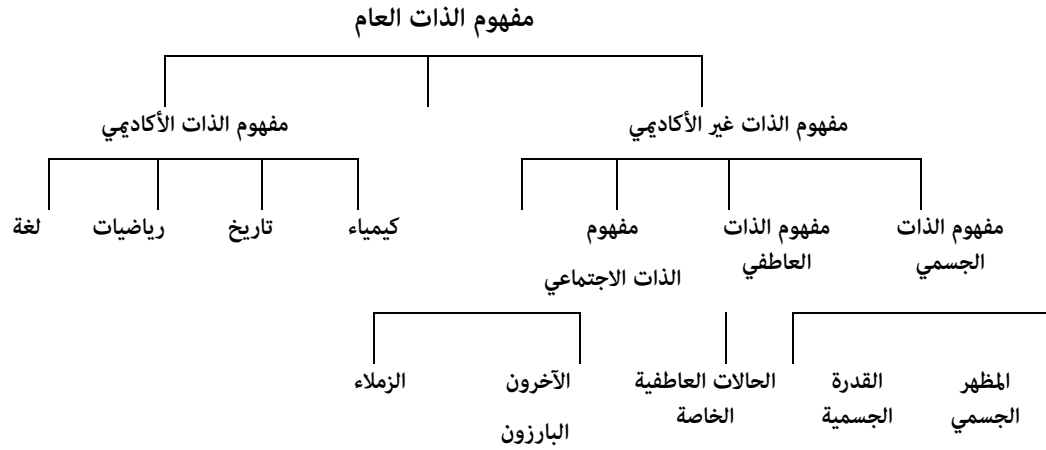 مفهوم الذات العام
مفهوم الذات غير الأكاديمي
مفهوم الذات الأكاديمي
مفهوم الذات
الجسمي
مفهوم الذات
العاطفي
مفهوم
الذات الاجتماعي
كيمياء
تاريخ
رياضيات
لغة
المظهر
الجسمي
القدرة
الجسمية
الحالات العاطفية
الخاصة
الآخرون
البارزون
الزملاء